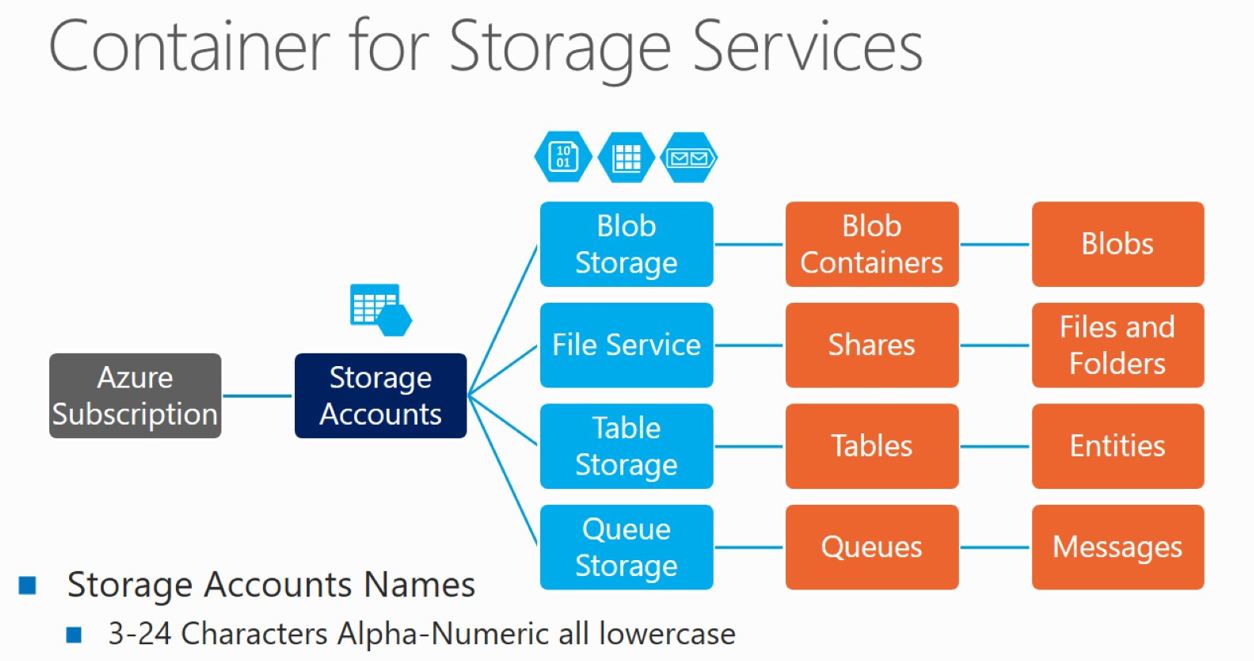 Container for Storage Services
10
01
Blob
Storage
Blob
Containers
Blobs
File Service
Shares
Files and
Folders
Azure
Subscription
Storage
Accounts
Table
Storage
Tables
Entities
Queue
Storage
Queues
Messages
Storage Accounts Names
3-24 Characters Alpha-Numeric all lowercase